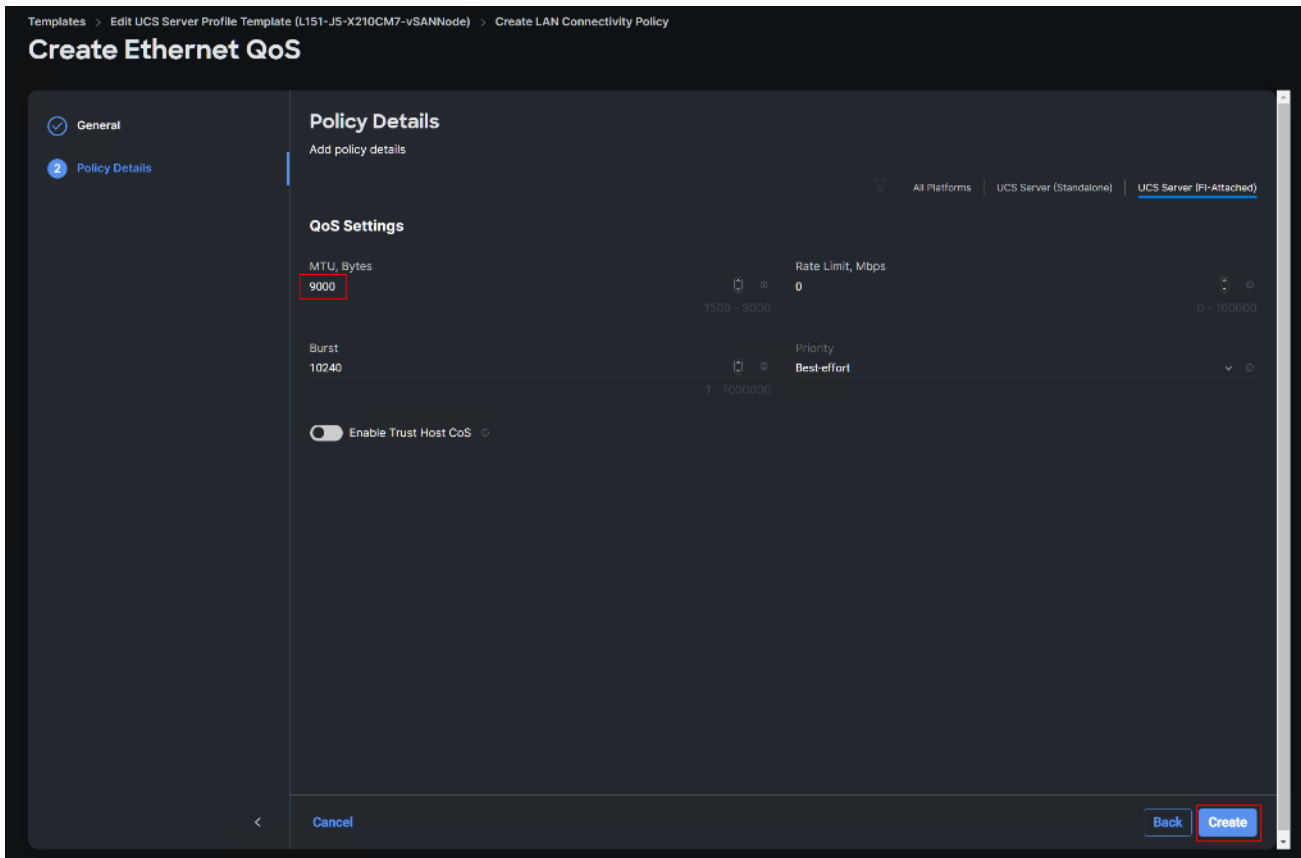 Templates > Edit UCS Server Profile Template (L151-J5-X210CM7-vSANNode) > Create LAN Connectivity Policy
Create Ethernet QoS
General
2 Policy Details
Policy Details
Add policy details
All Platforms UCS Server (Standalone) UCS Server (FI-Attached)
QoS Settings
MTU, Bytes
9000
1500 - 9000
Rate Limit, Mbps
0
0 - 100000
Burst
10240
1 - 1000000
Priority
Best-effort
Enable Trust Host CoS
Cancel
Back
Create